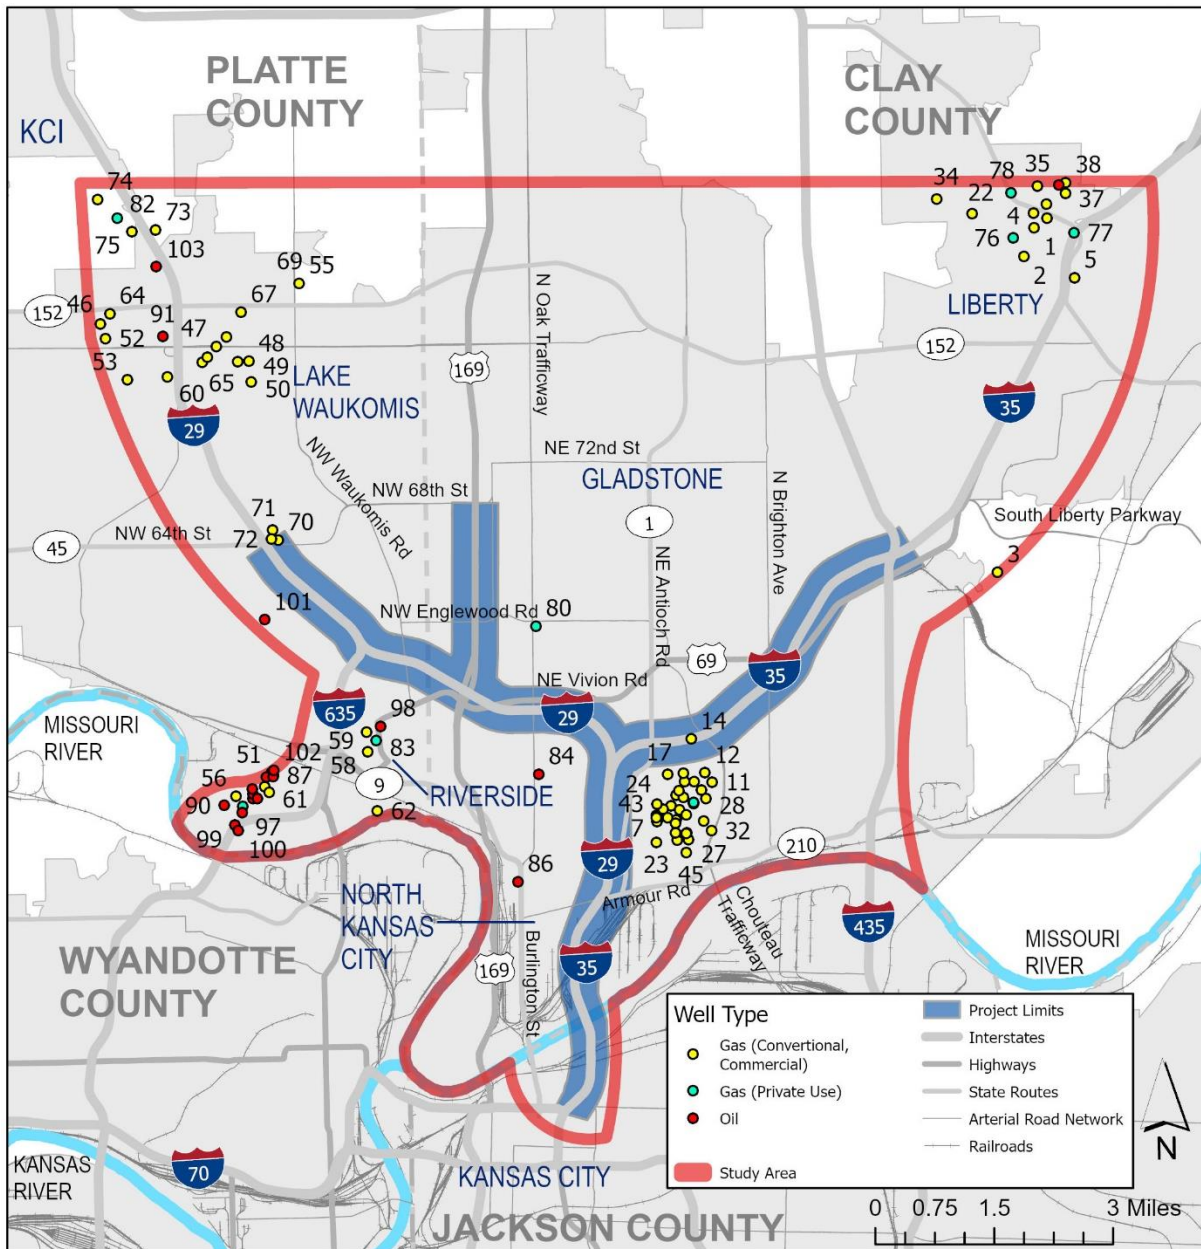 PLATTE
COUNTY
CLAY
COUNTY
KCI
74
82
73
75
103
69
55
34
22
78
35
38
37
4
76
1
77
2
5
LIBERTY
152
46
64
91
47
67
52
48
53
49
60
65
50
LAKE
WAUKOMIS
29
169
N Oak Trafficway
152
35
NE 72nd St
GLADSTONE
NW Waukomis Rd
NW 68th St
N Brighton Ave
71
70
72
NW 64th St
45
1
NE Antioch Rd
South Liberty Parkway
3
101
NW Englewood Rd
80
69
35
NE Vivion Rd
29
635
98
MISSOURI
RIVER
59
83
58
14
51
102
56
87
90
61
9
RIVERSIDE
84
17
12
24
11
43
28
7
32
62
99
97
100
23
27
45
210
86
29
Armour Rd
NORTH
KANSAS
CITY
Chouteau
Trafficway
435
WYANDOTTE
COUNTY
169
Burlington St
35
MISSOURI
RIVER
Well Type
Gas (Convertional,
Commercial)
Gas (Private Use)
Oil
Study Area
Project Limits
Interstates
Highways
State Routes
Arterial Road Network
Railroads
N
KANSAS
RIVER
70
KANSAS CITY
JACKSON COUNTY
0 0.75 1.5 3 Miles